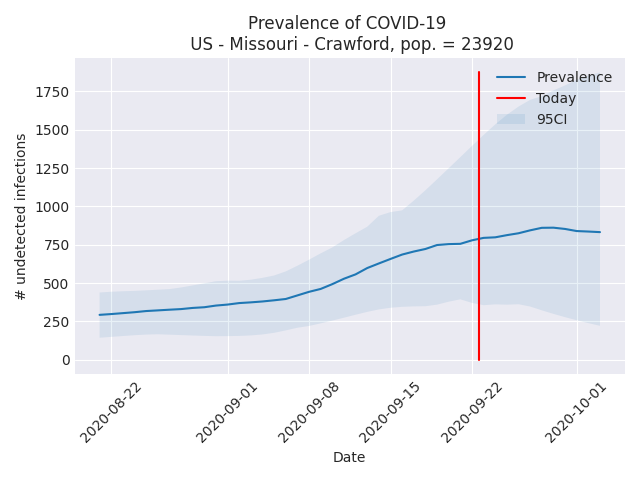 Prevalence of COVID-19
US - Missouri - Crawford, pop. = 23920
Prevalence
Today
95CI
# undetected infections
1750
1500
1250
1000
750
500
250
0
2020-08-22
2020-09-01
2020-09-08
2020-09-15
2020-09-22
2020-10-01
Date